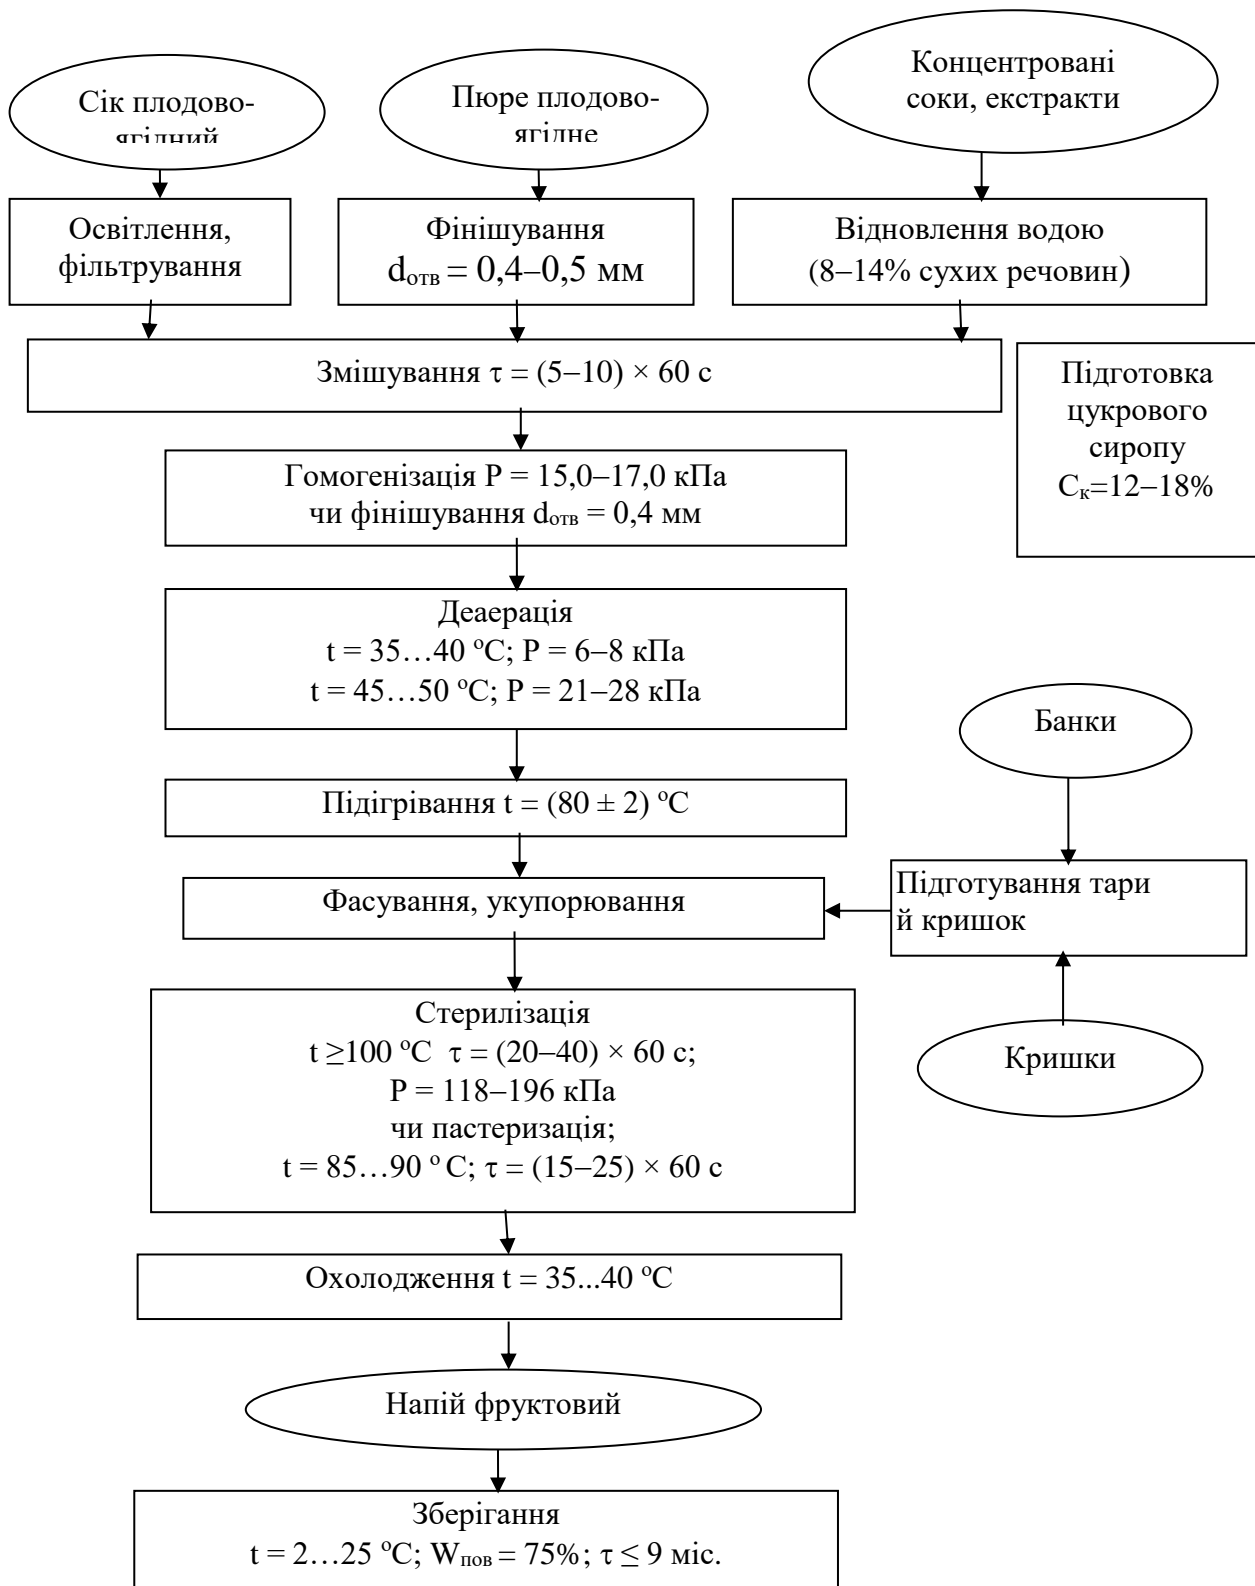 Сік плодово-
ягідний
Пюре плодово-
ягідне
Концентровані
соки, екстракти
Освітлення,
фільтрування
Фінішування
dотв = 0,4–0,5 мм
Відновлення водою
(8–14% сухих речовин)
Змішування τ = (5–10) × 60 с
Підготовка
цукрового
сиропу
Cк=12–18%
Гомогенізація P = 15,0–17,0 кПа
чи фінішування dотв = 0,4 мм
Деаерація
t = 35…40 ºC; P = 6–8 кПа
t = 45…50 ºC; P = 21–28 кПа
Банки
Підігрівання t = (80 ± 2) ºC
Підготування тари
й кришок
Фасування, укупорювання
Кришки
Стерилізація
t ≥100 ºC τ = (20–40) × 60 с;
P = 118–196 кПа
чи пастеризація;
t = 85…90 º C; τ = (15–25) × 60 с
Охолодження t = 35...40 ºC
Напій фруктовий
Зберігання
t = 2…25 ºC; Wпов = 75%; τ ≤ 9 міс.